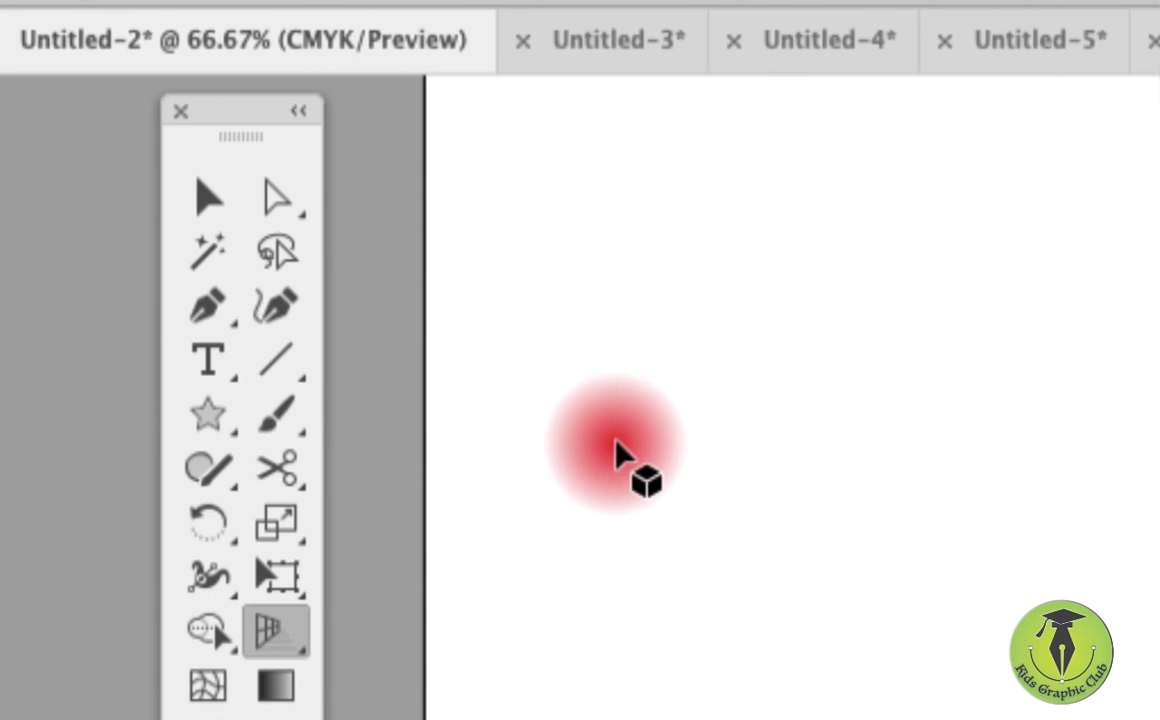 Untitled-2* @ 66.67% (CMYK/Preview)
Untitled-3*
Untitled-4*
Untitled-5*
Kids Graphic Club